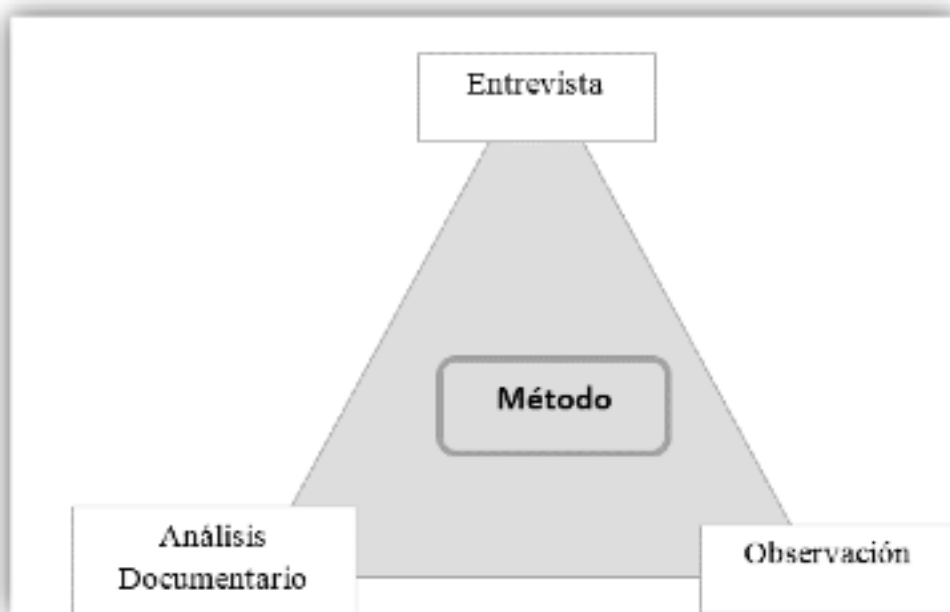 Entrevista
Método
Análisis
Documentario
Observación